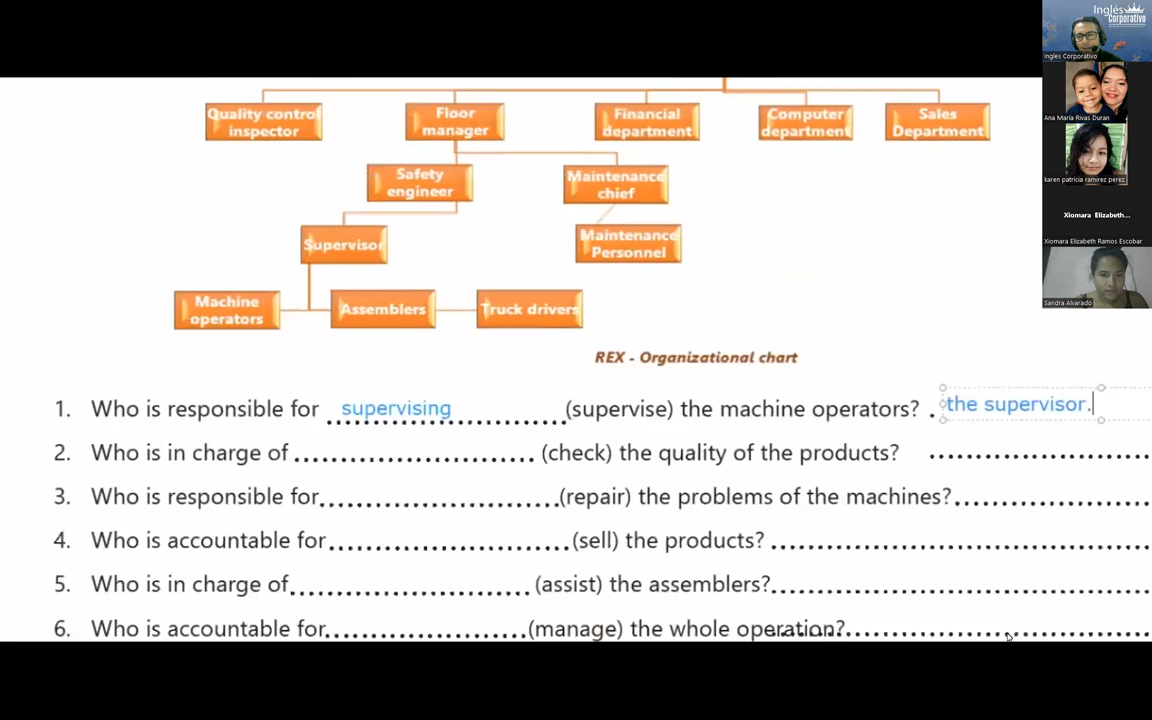 Inglés
Corporativo
Ingles Corporativo
Quality control
inspector
Floor
manager
Financial
department
Computer
department
Sales
Department
Ana María Rivas Duran
Safety
engineer
Maintenance
chief
karen patricia ramirez perez
Xiomara Elizabeth...
Supervisor
Maintenance
Personnel
Xiomara Elizabeth Ramos Escobar
Machine
operators
Assemblers
Truck drivers
Sandra Alvarado
REX - Organizational chart
1. Who is responsible for supervising (supervise) the machine operators? the supervisor.
2. Who is in charge of .......................... (check) the quality of the products? ........................
3. Who is responsible for..........................(repair) the problems of the machines?......................
4. Who is accountable for..........................(sell) the products? ..........................................
5. Who is in charge of.......................... (assist) the assemblers?..........................................
6. Who is accountable for......................(manage) the whole operation?..................................